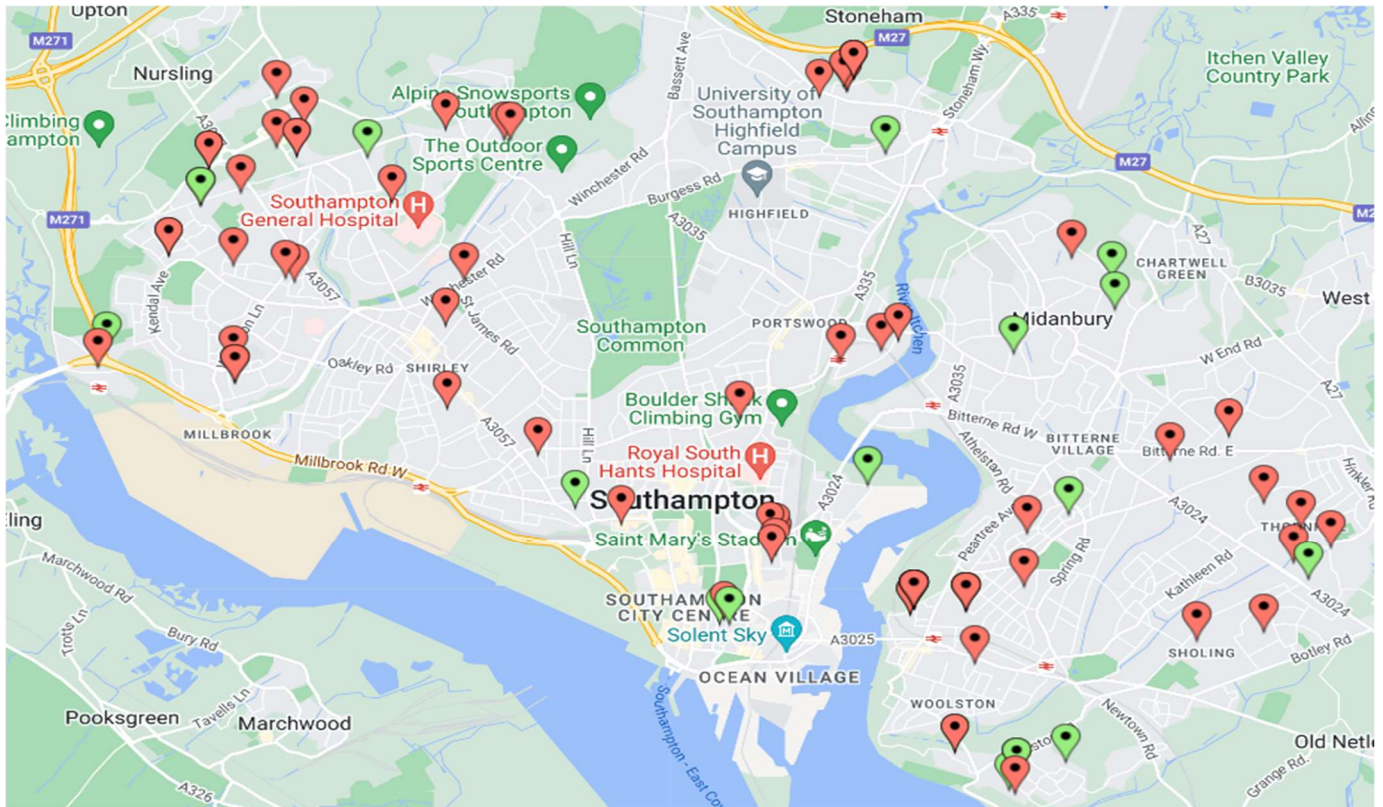 Upton
M271
Nursling
Climbing
ampton
Alpine Snowsports
The Outdoor
Sports Centre
Southampton
General Hospital
M271
Winchester Rd
Burgess Rd
Bassett Ave
Stoneham
A335
M27
Stoneham Wy
Itchen Valley
Country Park
University of
Southampton
Highfield
Campus
HIGHFIELD
A3035
M27
A27
CHARTWELL
GREEN
B3035
West
Kendal Ave
A3057
St James Rd
Hill Ln
Oakley Rd
SHIRLEY
Southampton
Common
PORTSWOOD
A335
River Itchen
Midanbury
W End Rd
A27
MILLBROOK
Millbrook Rd W
A3057
Hill Ln
Boulder Shack
Climbing Gym
Royal South
Hants Hospital
Southampton
Saint Mary's Stadium
A3024
A3035
Bitterne Rd W
Athelstan Rd
BITTERNE
VILLAGE
Bitterne Rd. E
A3024
Peartree Ave
Spring Rd
Kathleen Rd
A3024
SHOLING
Botley Rd
Eling
Marchwood Rd
Trotts Ln
Bury Rd
Tavells Ln
Pooksgreen
Marchwood
A326
SOUTHAMPTON
CITY CENTRE
Solent Sky
A3025
OCEAN VILLAGE
WOOLSTON
Newtown Rd
Old Netl
Grange Rd.